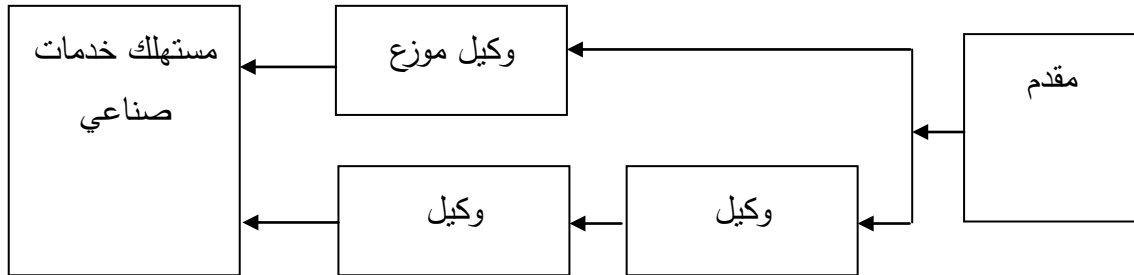 مقدم
وكيل موزع
مستهلك خدمات
صناعي
وكيل
وكيل